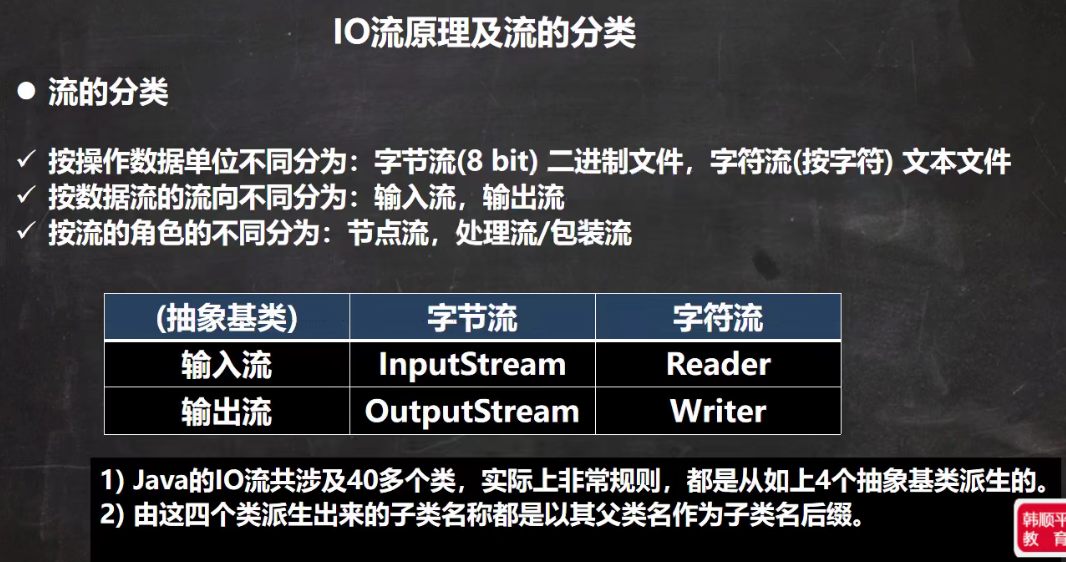 IO流原理及流的分类
● 流的分类
✓ 按操作数据单位不同分为：字节流(8 bit) 二进制文件，字符流(按字符) 文本文件
✓ 按数据流的流向不同分为：输入流，输出流
✓ 按流的角色的不同分为：节点流，处理流/包装流
(抽象基类) 字节流 字符流
输入流 InputStream Reader
输出流 OutputStream Writer
1) Java的IO流共涉及40多个类，实际上非常规则，都是从如上4个抽象基类派生的。
2) 由这四个类派生出来的子类名称都是以其父类名作为子类名后缀。
韩顺平
教 育